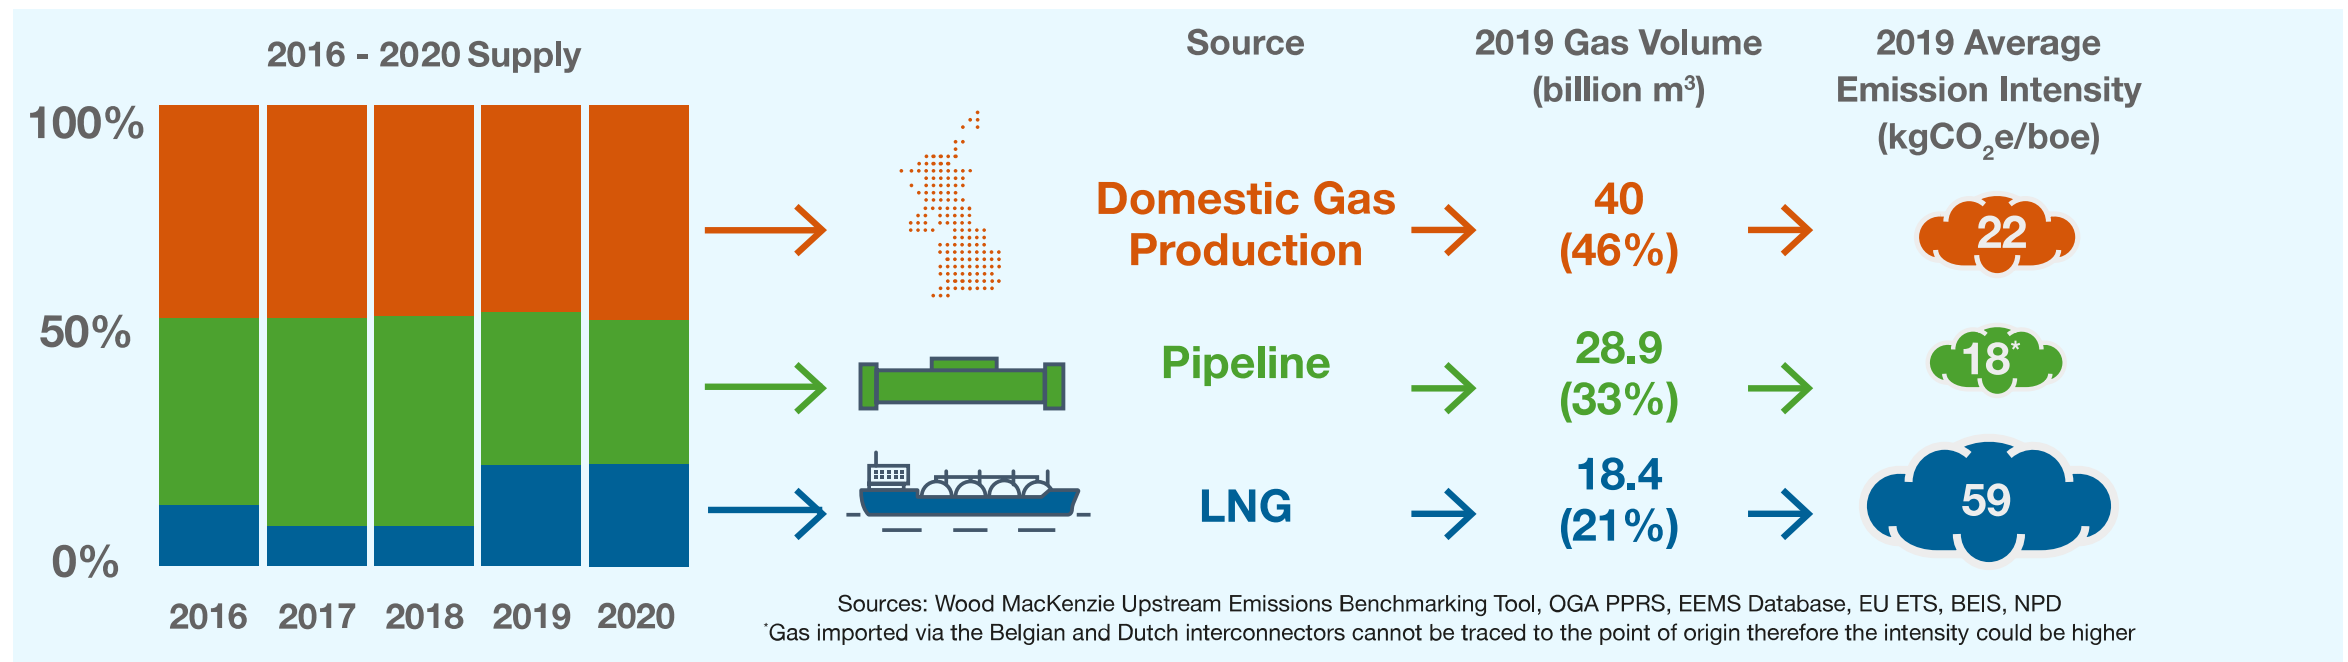 2016 - 2020 Supply
100%
50%
0%
2016 2017 2018 2019 2020
Source
2019 Gas Volume
(billion m³)
2019 Average
Emission Intensity
(kgCO₂e/boe)
Domestic Gas
Production
40
(46%)
22
Pipeline
28.9
(33%)
18*
LNG
18.4
(21%)
59
Sources: Wood MacKenzie Upstream Emissions Benchmarking Tool, OGA PPRS, EEMS Database, EU ETS, BEIS, NPD
*Gas imported via the Belgian and Dutch interconnectors cannot be traced to the point of origin therefore the intensity could be higher